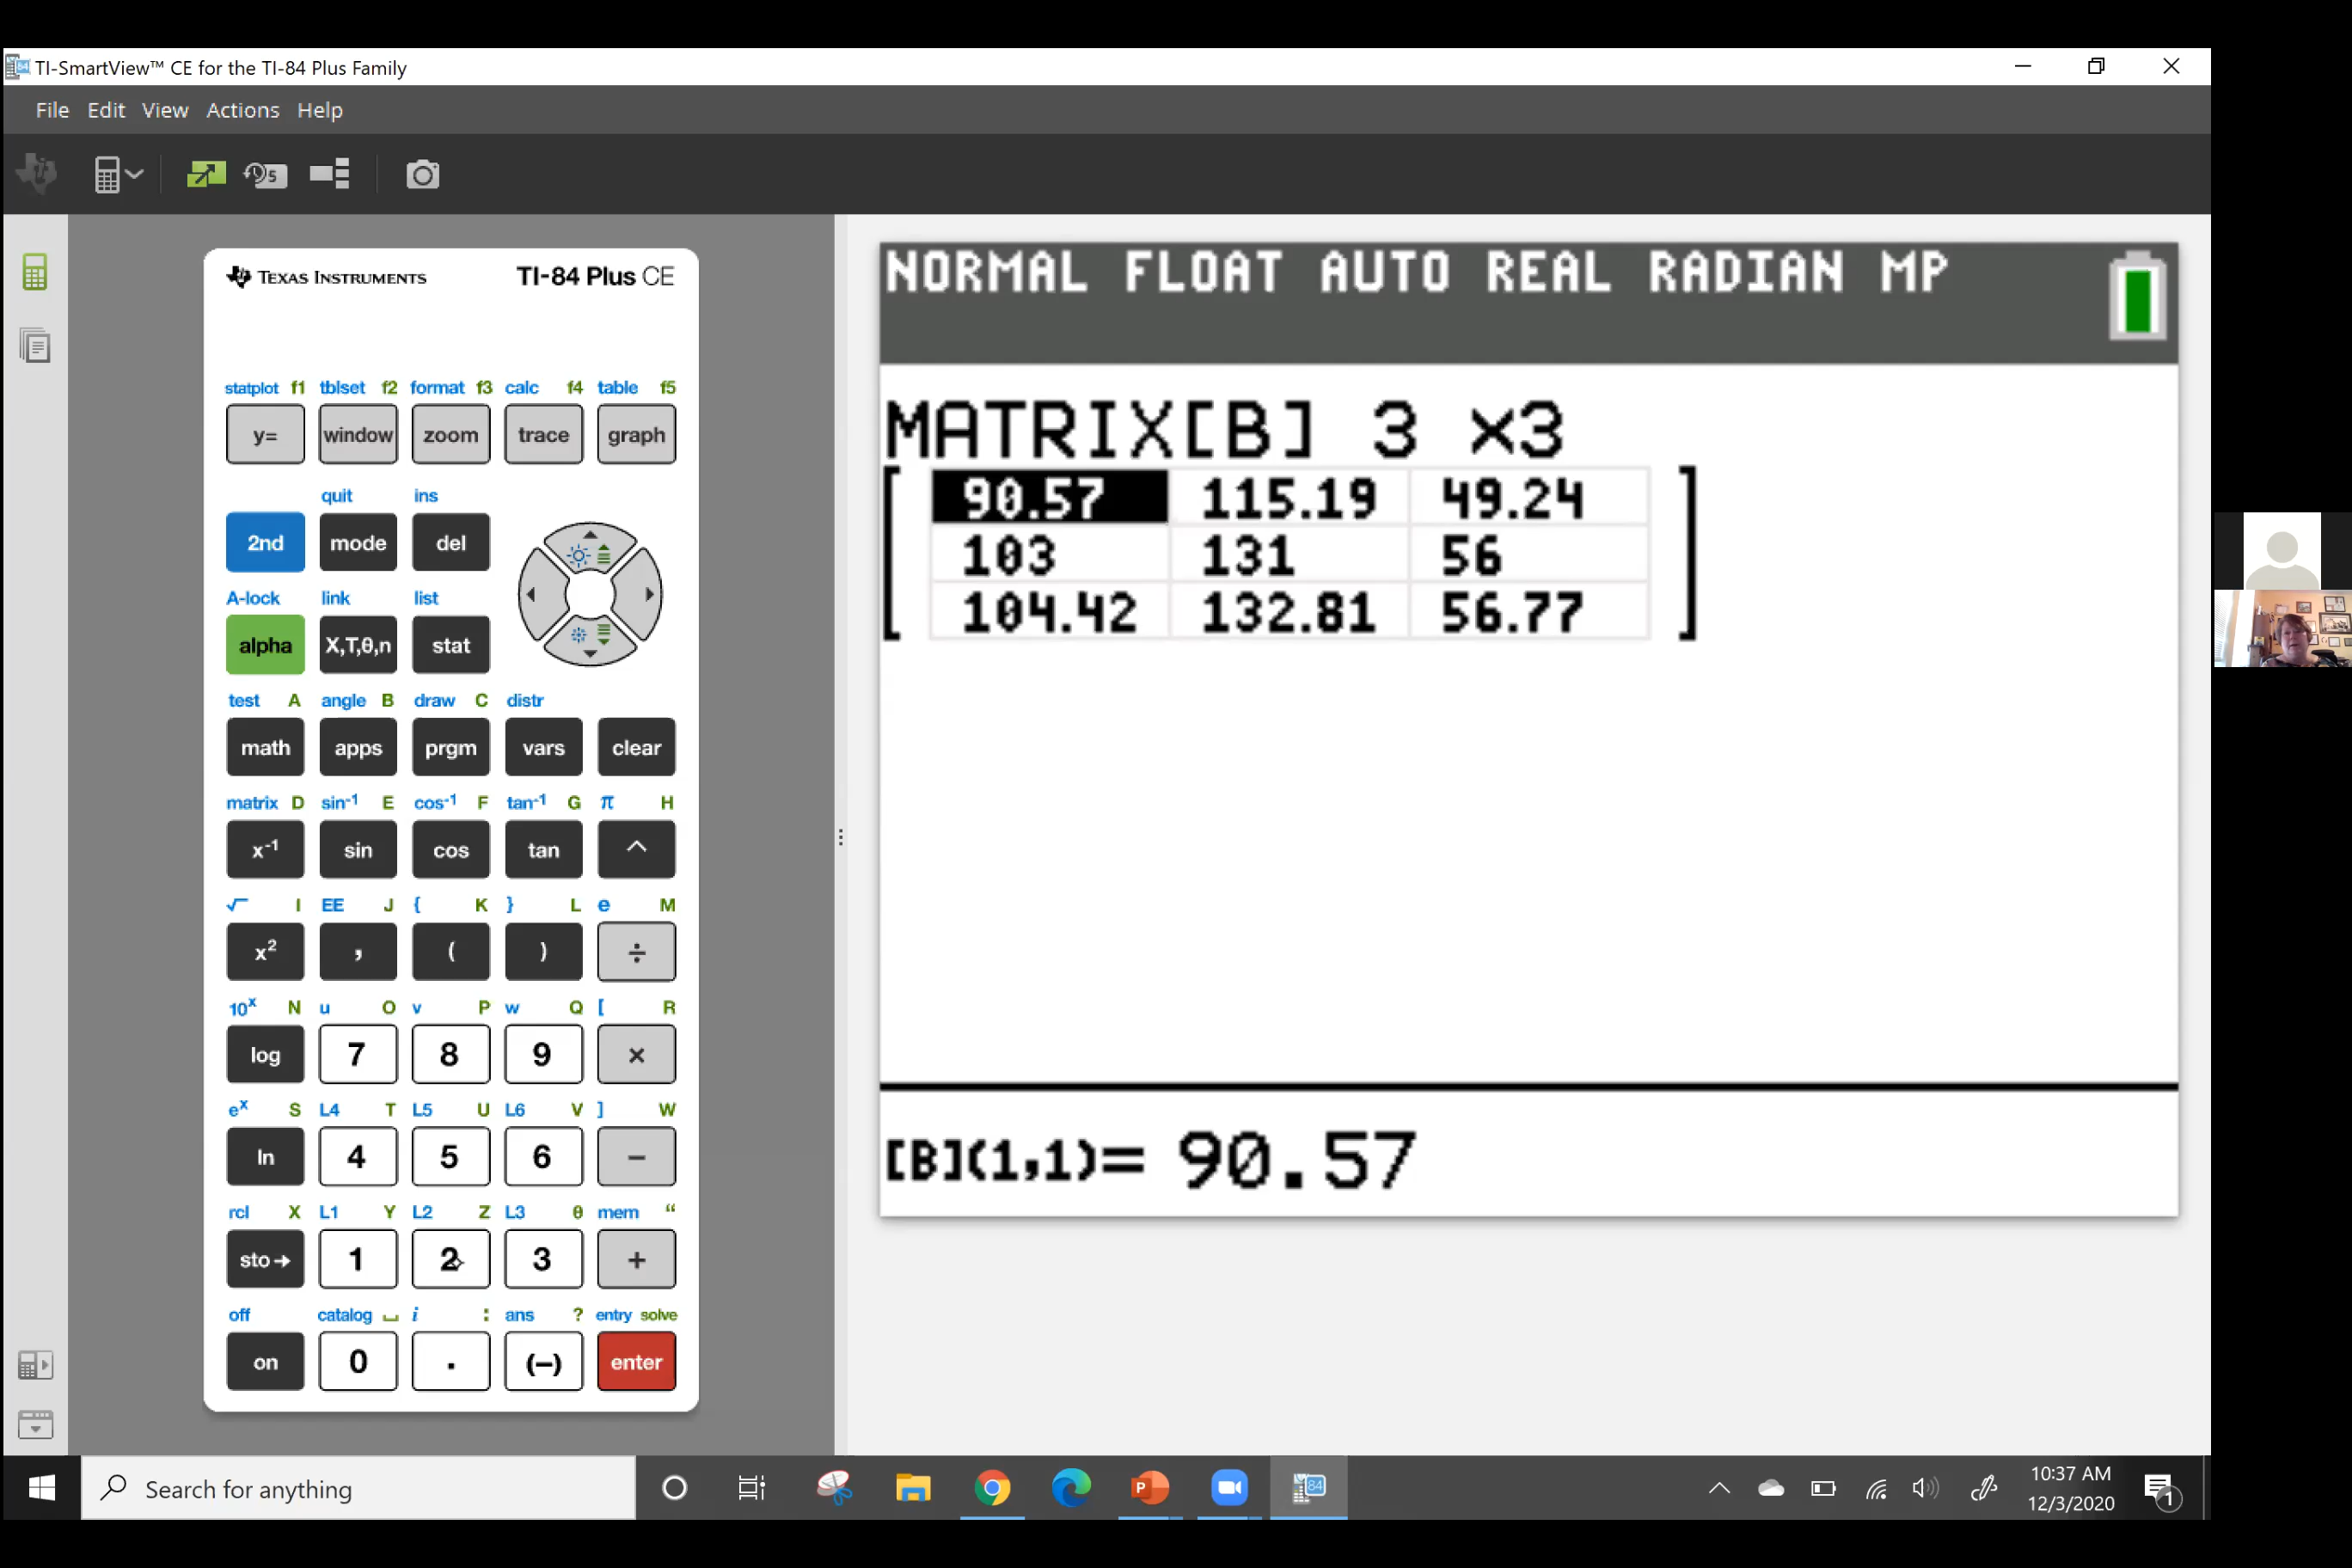 TI-SmartView™ CE for the TI-84 Plus Family
File Edit View Actions Help
5
TEXAS INSTRUMENTS TI-84 Plus CE
statplot f1 tblset f2 format f3 calc f4 table f5
y= window zoom trace graph
quit ins
2nd mode del
A-lock link list
alpha X,T,θ,n stat
test A angle B draw C distr
math apps prgm vars clear
matrix D sin⁻¹ E cos⁻¹ F tan⁻¹ G π H
x⁻¹ sin cos tan ^
√ I EE J { K } L e M
x² , ( ) ÷
10ˣ N u O v P w Q [ R
log 7 8 9 ×
eˣ S L4 T L5 U L6 V ] W
ln 4 5 6 −
rcl X L1 Y L2 Z L3 θ mem “
sto→ 1 2 3 +
off catalog ⎵ i : ans ? entry solve
on 0 . (−) enter
NORMAL FLOAT AUTO REAL RADIAN MP
MATRIX[B] 3 ×3
[ 90.57 115.19 49.24 ]
103 131 56
104.42 132.81 56.77
[B](1,1)= 90.57
Search for anything
P
84
10:37 AM
12/3/2020
1